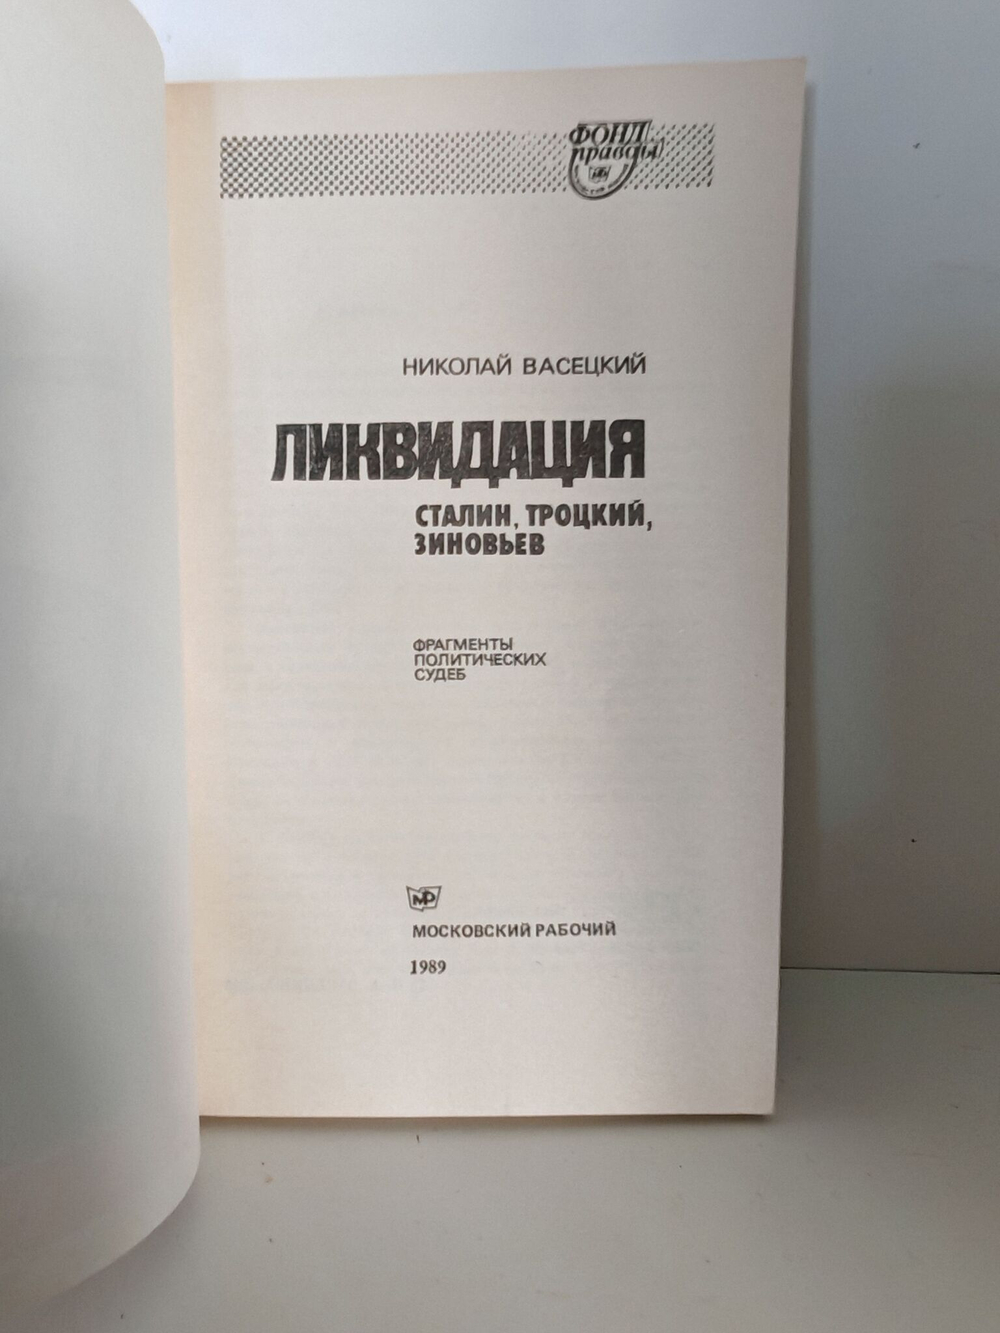 ФОНД
правды
НИКОЛАЙ ВАСЕЦКИЙ
ЛИКВИДАЦИЯ
СТАЛИН, ТРОЦКИЙ,
ЗИНОВЬЕВ
ФРАГМЕНТЫ
ПОЛИТИЧЕСКИХ
СУДЕБ
МР
МОСКОВСКИЙ РАБОЧИЙ
1989